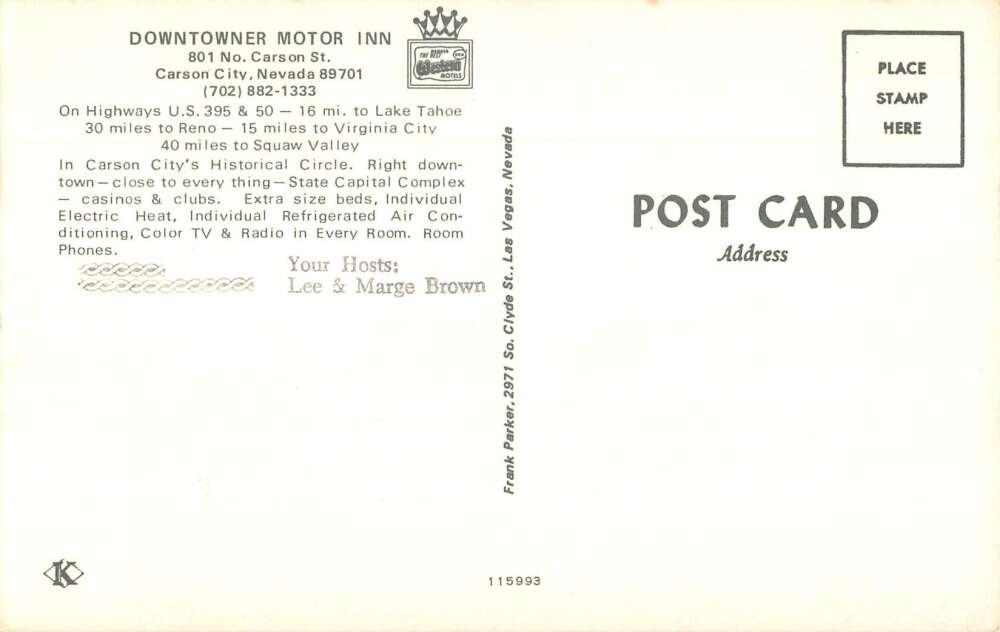 DOWNTOWNER MOTOR INN
801 No. Carson St.
Carson City, Nevada 89701
(702) 882-1333
THE BEST
Western
MOTELS
On Highways U.S. 395 & 50 — 16 mi. to Lake Tahoe
30 miles to Reno — 15 miles to Virginia City
40 miles to Squaw Valley
In Carson City's Historical Circle. Right down-
town—close to every thing—State Capital Complex
— casinos & clubs. Extra size beds, Individual
Electric Heat, Individual Refrigerated Air Con-
ditioning, Color TV & Radio in Every Room. Room
Phones.
Your Hosts:
Lee & Marge Brown
Frank Parker, 2971 So. Clyde St., Las Vegas, Nevada
PLACE
STAMP
HERE
POST CARD
Address
K
115993